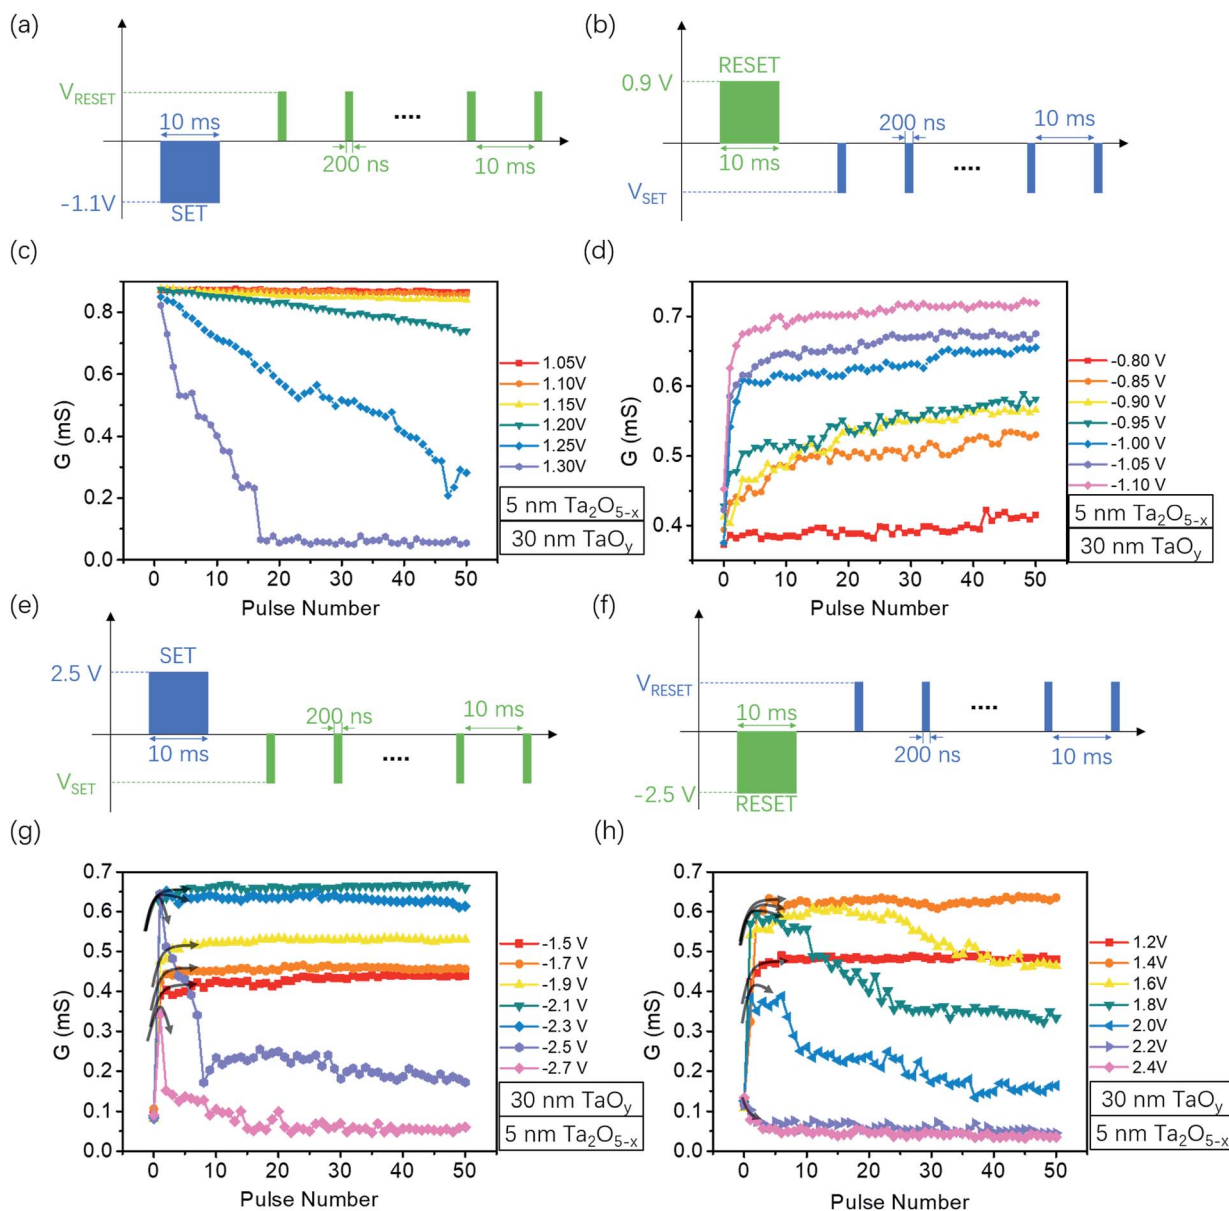 (a)
V_RESET
10 ms
200 ns
....
10 ms
-1.1V
SET
(b)
0.9 V
RESET
10 ms
200 ns
....
10 ms
V_SET
(c)
G (mS)
0.8
0.6
0.4
0.2
0.0
0 10 20 30 40 50
Pulse Number
1.05V
1.10V
1.15V
1.20V
1.25V
1.30V
5 nm Ta₂O₅₋ₓ
30 nm TaO_y
(d)
G (mS)
0.7
0.6
0.5
0.4
0 10 20 30 40 50
Pulse Number
-0.80 V
-0.85 V
-0.90 V
-0.95 V
-1.00 V
-1.05 V
-1.10 V
5 nm Ta₂O₅₋ₓ
30 nm TaO_y
(e)
2.5 V
SET
10 ms
200 ns
....
10 ms
V_SET
(f)
V_RESET
10 ms
200 ns
....
10 ms
-2.5 V
RESET
(g)
G (mS)
0.7
0.6
0.5
0.4
0.3
0.2
0.1
0.0
0 10 20 30 40 50
Pulse Number
-1.5 V
-1.7 V
-1.9 V
-2.1 V
-2.3 V
-2.5 V
-2.7 V
30 nm TaO_y
5 nm Ta₂O₅₋ₓ
(h)
G (mS)
0.7
0.6
0.5
0.4
0.3
0.2
0.1
0.0
0 10 20 30 40 50
Pulse Number
1.2V
1.4V
1.6V
1.8V
2.0V
2.2V
2.4V
30 nm TaO_y
5 nm Ta₂O₅₋ₓ